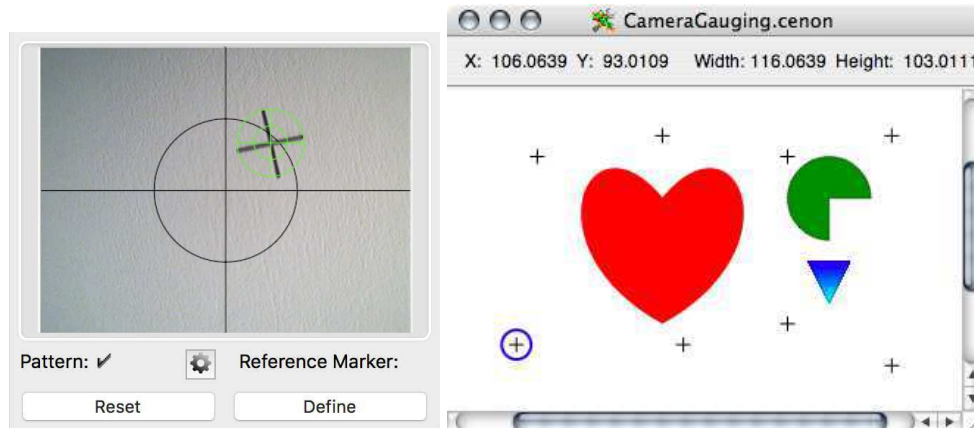 CameraGauging.cenon
X: 106.0639 Y: 93.0109 Width: 116.0639 Height: 103.0111
Pattern: ✔ Reference Marker:
Reset Define